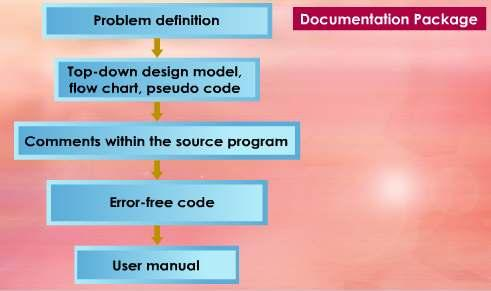 Problem definition
Documentation Package
Top-down design model,
flow chart, pseudo code
Comments within the source program
Error-free code
User manual